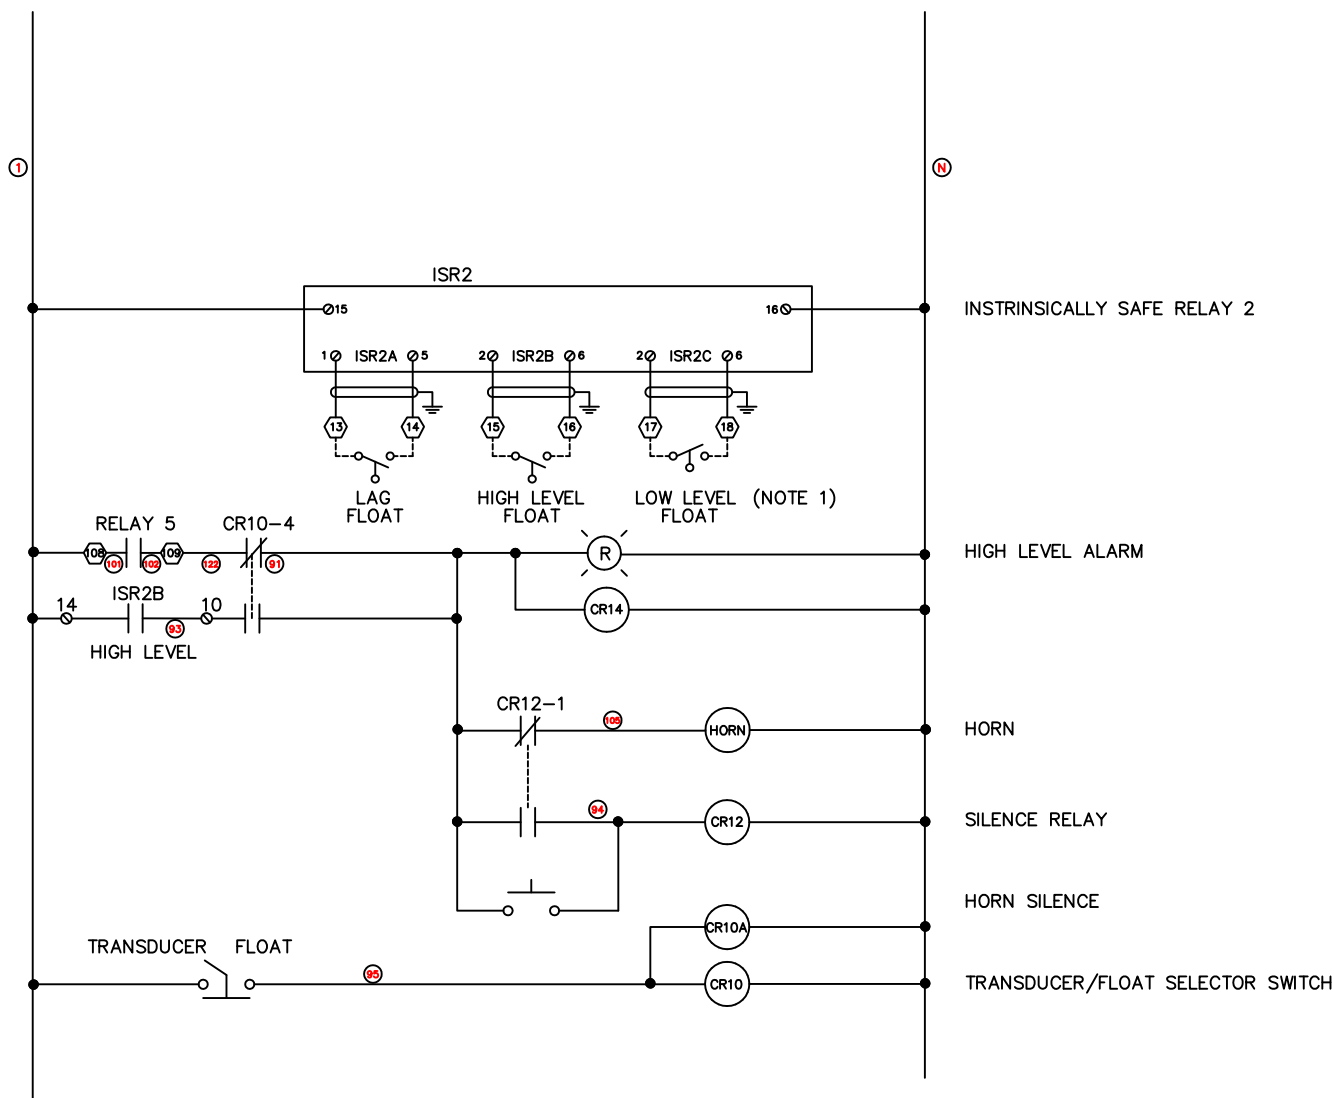 1
N
ISR2
15
16
INSTRINSICALLY SAFE RELAY 2
1 ISR2A 5
2 ISR2B 6
2 ISR2C 6
13
14
15
16
17
18
LAG
FLOAT
HIGH LEVEL
FLOAT
LOW LEVEL (NOTE 1)
FLOAT
RELAY 5
CR10-4
108
101
102
109
122
91
R
HIGH LEVEL ALARM
ISR2B
14
10
93
CR14
HIGH LEVEL
CR12-1
105
HORN
HORN
94
CR12
SILENCE RELAY
HORN SILENCE
CR10A
TRANSDUCER FLOAT
95
CR10
TRANSDUCER/FLOAT SELECTOR SWITCH